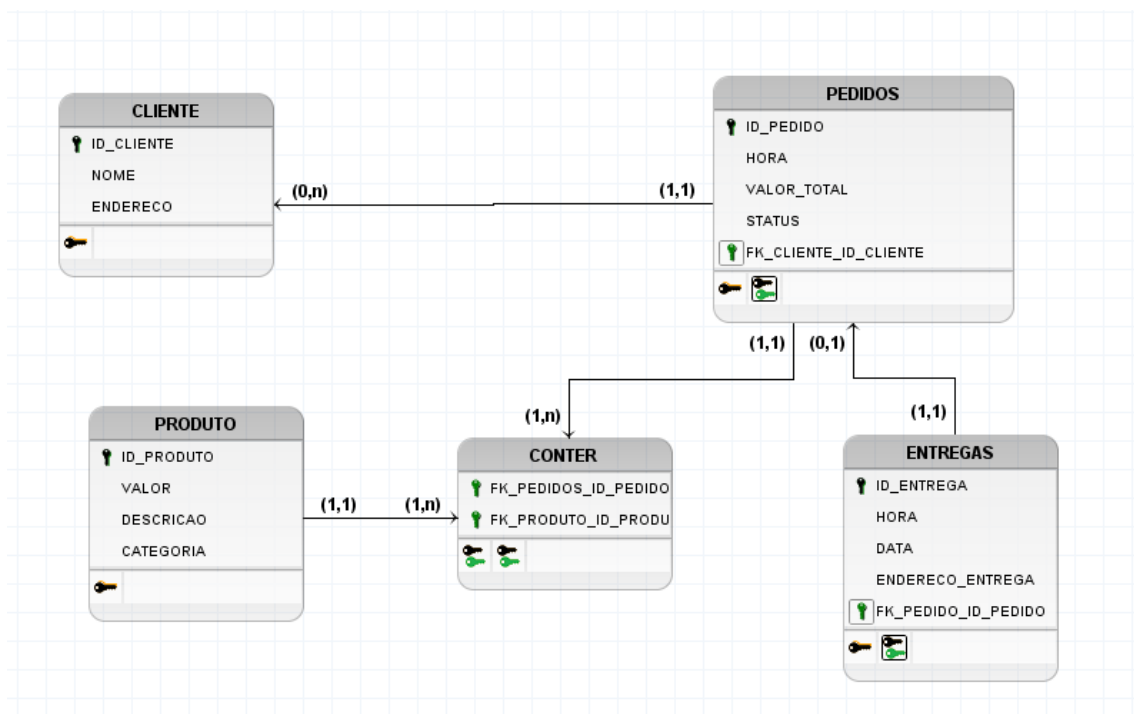 CLIENTE
ID_CLIENTE
NOME
ENDERECO
(0,n)
(1,1)
PEDIDOS
ID_PEDIDO
HORA
VALOR_TOTAL
STATUS
FK_CLIENTE_ID_CLIENTE
(1,1)
(0,1)
(1,n)
(1,1)
PRODUTO
ID_PRODUTO
VALOR
DESCRICAO
CATEGORIA
(1,1)
(1,n)
CONTER
FK_PEDIDOS_ID_PEDIDO
FK_PRODUTO_ID_PRODU
ENTREGAS
ID_ENTREGA
HORA
DATA
ENDERECO_ENTREGA
FK_PEDIDO_ID_PEDIDO